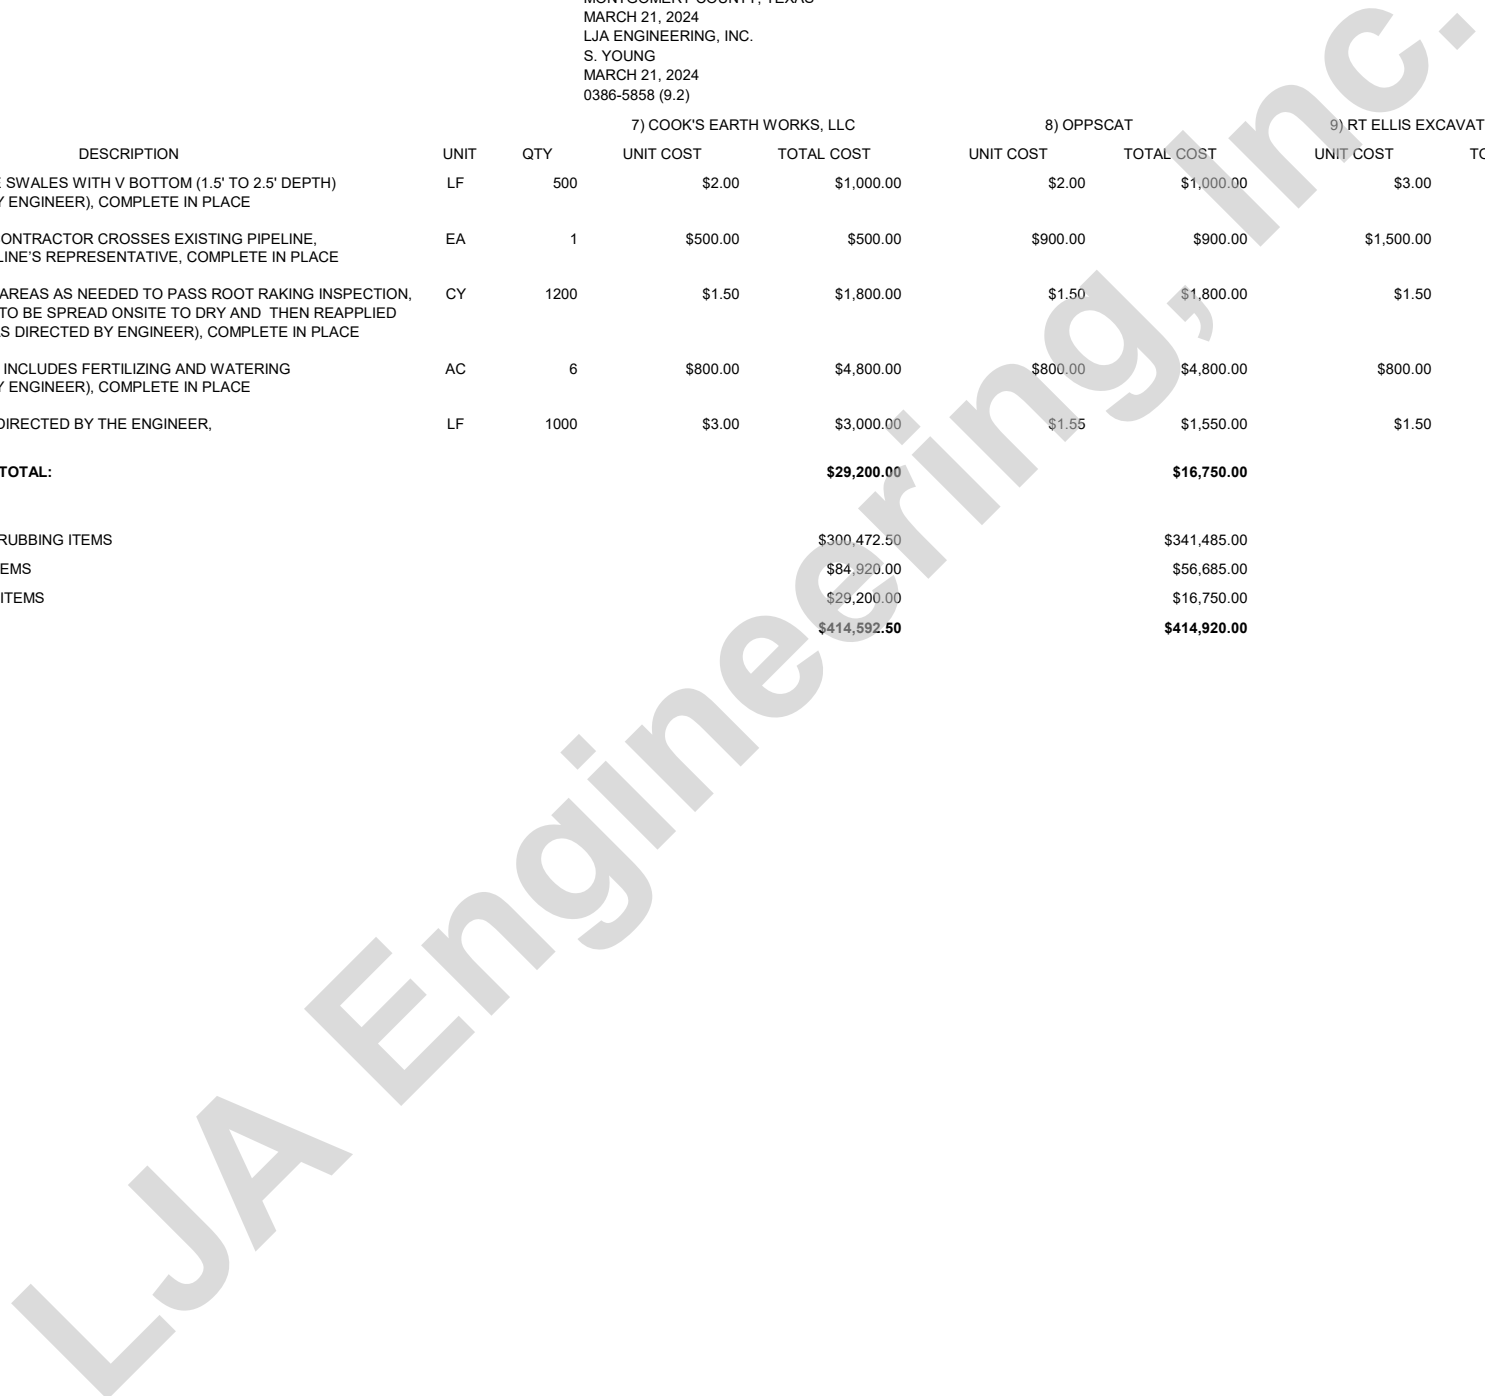 MARCH 21, 2024
LJA ENGINEERING, INC.
S. YOUNG
MARCH 21, 2024
0386-5858 (9.2)
7) COOK'S EARTH WORKS, LLC 8) OPPSCAT 9) RT ELLIS EXCAVAT
DESCRIPTION UNIT QTY UNIT COST TOTAL COST UNIT COST TOTAL COST UNIT COST TO
SWALES WITH V BOTTOM (1.5' TO 2.5' DEPTH) LF 500 $2.00 $1,000.00 $2.00 $1,000.00 $3.00
Y ENGINEER), COMPLETE IN PLACE
ONTRACTOR CROSSES EXISTING PIPELINE, EA 1 $500.00 $500.00 $900.00 $900.00 $1,500.00
LINE’S REPRESENTATIVE, COMPLETE IN PLACE
AREAS AS NEEDED TO PASS ROOT RAKING INSPECTION, CY 1200 $1.50 $1,800.00 $1.50 $1,800.00 $1.50
TO BE SPREAD ONSITE TO DRY AND THEN REAPPLIED
S DIRECTED BY ENGINEER), COMPLETE IN PLACE
INCLUDES FERTILIZING AND WATERING AC 6 $800.00 $4,800.00 $800.00 $4,800.00 $800.00
Y ENGINEER), COMPLETE IN PLACE
DIRECTED BY THE ENGINEER, LF 1000 $3.00 $3,000.00 $1.55 $1,550.00 $1.50
TOTAL: $29,200.00 $16,750.00
RUBBING ITEMS $300,472.50 $341,485.00
EMS $84,920.00 $56,685.00
ITEMS $29,200.00 $16,750.00
$414,592.50 $414,920.00
LJA Engineering, Inc.